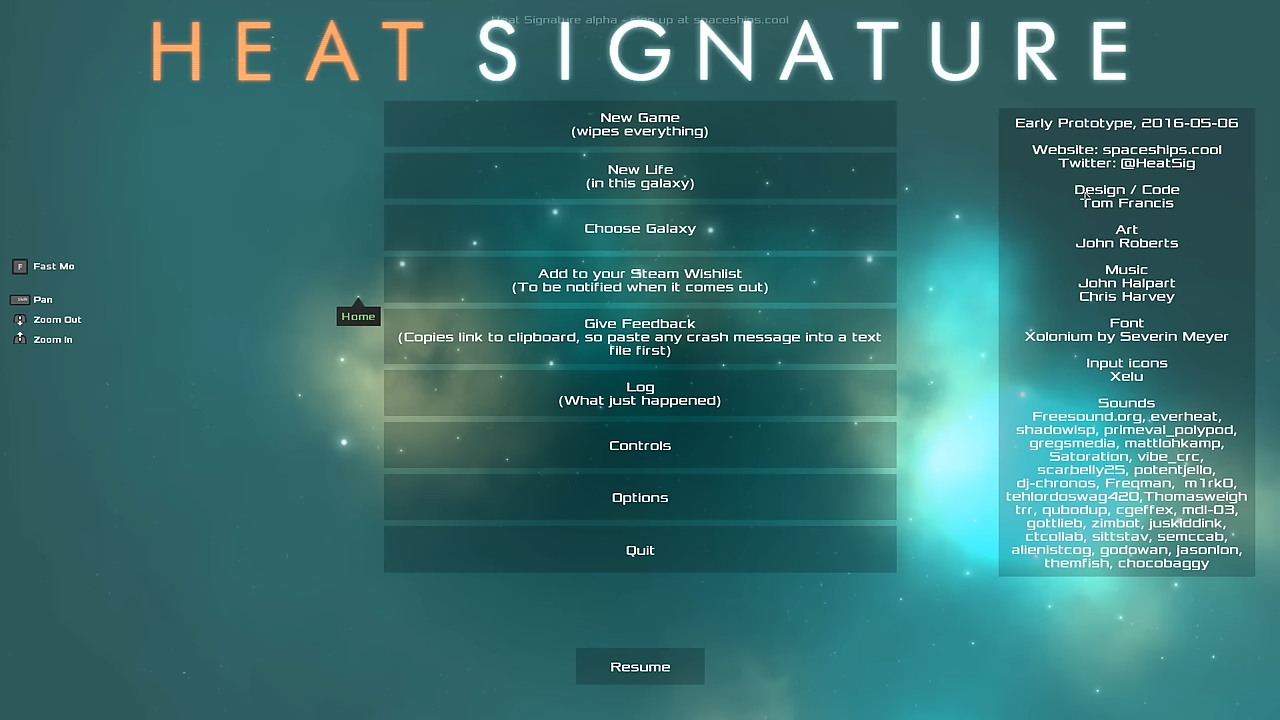 Heat Signature alpha - sign up at spaceships.cool
HEAT SIGNATURE
New Game
(wipes everything)
New Life
(in this galaxy)
Choose Galaxy
Add to your Steam Wishlist
(To be notified when it comes out)
Give Feedback
(Copies link to clipboard, so paste any crash message into a text
file first)
Log
(What just happened)
Controls
Options
Quit
Resume
F Fast Mo
Pan
Zoom Out
Zoom In
Home
Early Prototype, 2016-05-06
Website: spaceships.cool
Twitter: @HeatSig
Design / Code
Tom Francis
Art
John Roberts
Music
John Halpart
Chris Harvey
Font
Xolonium by Severin Meyer
Input icons
Xelu
Sounds
Freesound.org, everheat,
shadowisp, primeval_polypod,
gregsmedia, mattlohkamp,
Satoration, vibe_crc,
scarbelly25, potentjello,
dj-chronos, Freqman, m1rk0,
tehlordoswag420,Thomasweigh
trr, qubodup, cgeffex, mdl-03,
gottlieb, zimbot, juskiddink,
ctcollab, sittstav, semccab,
alienistcog, godowan, jasonlon,
themfish, chocobaggy